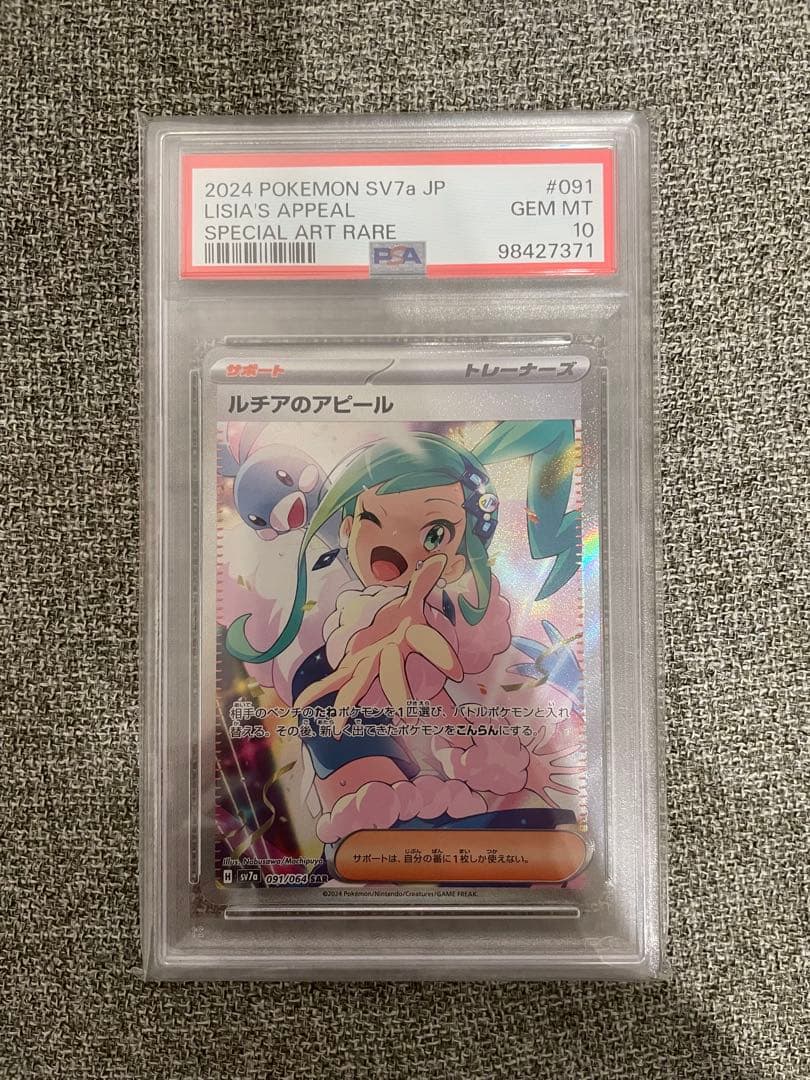 2024 POKEMON SV7a JP #091
LISIA'S APPEAL GEM MT
SPECIAL ART RARE 10
PSA 98427371
サポート トレーナーズ
ルチアのアピール
相手のベンチのたねポケモンを1匹選び、バトルポケモンと入れ
替える。その後、新しく出てきたポケモンをこんらんにする。
サポートは、自分の番に1枚しか使えない。
Illus. Nobusawa/Mochipuyo
H sv7a 091/064 SAR
©2024 Pokémon/Nintendo/Creatures/GAME FREAK.